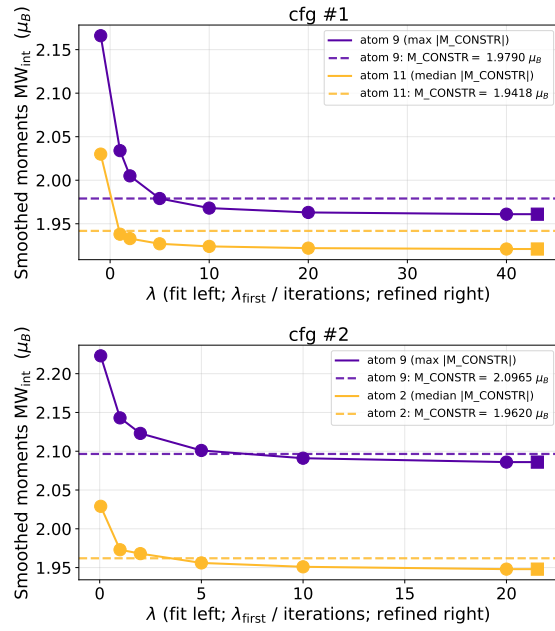 cfg #1
Smoothed moments MW_int (μ_B)
2.15
2.10
2.05
2.00
1.95
atom 9 (max |M_CONSTR|)
atom 9: M_CONSTR = 1.9790 μ_B
atom 11 (median |M_CONSTR|)
atom 11: M_CONSTR = 1.9418 μ_B
0 10 20 30 40
λ (fit left; λ_first / iterations; refined right)
cfg #2
Smoothed moments MW_int (μ_B)
2.20
2.15
2.10
2.05
2.00
1.95
atom 9 (max |M_CONSTR|)
atom 9: M_CONSTR = 2.0965 μ_B
atom 2 (median |M_CONSTR|)
atom 2: M_CONSTR = 1.9620 μ_B
0 5 10 15 20
λ (fit left; λ_first / iterations; refined right)